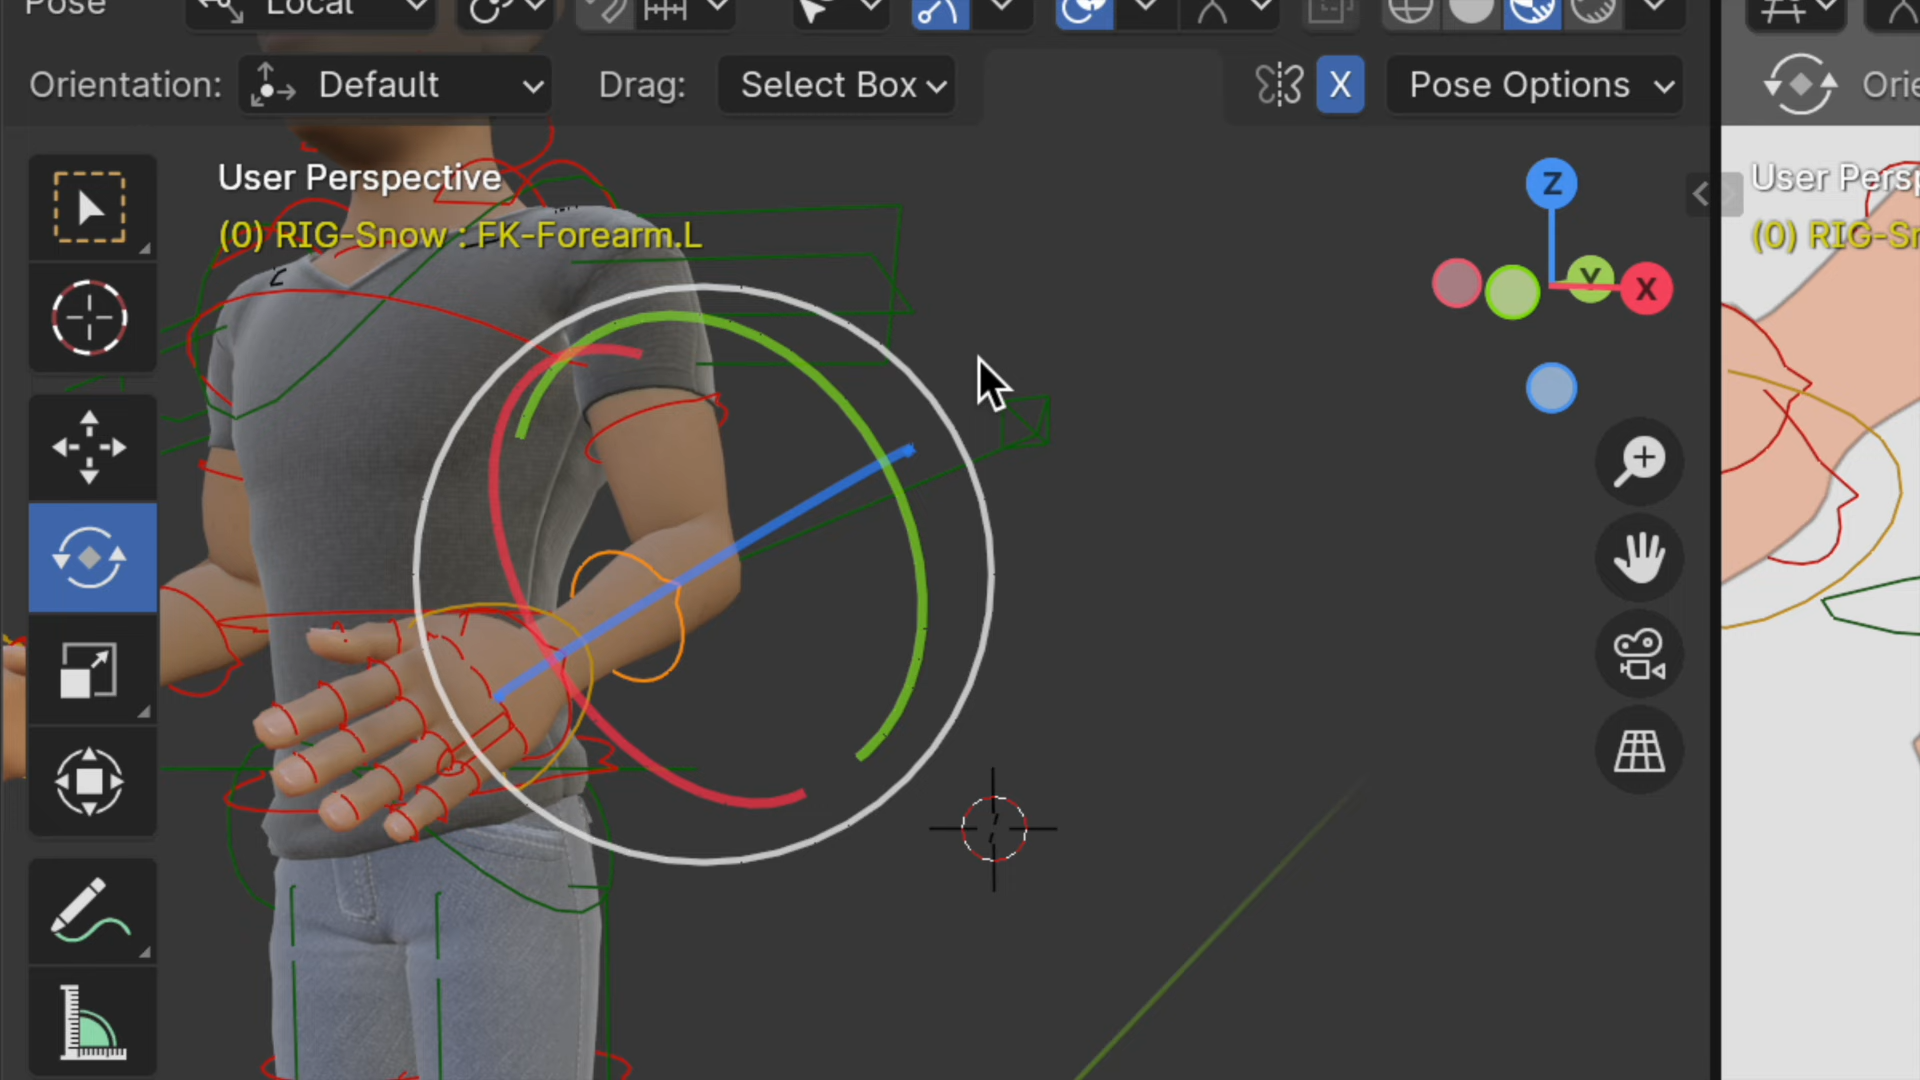 Pose
Local
Orientation:
Default
Drag:
Select Box
X
Pose Options
Orie
User Perspective
(0) RIG-Snow : FK-Forearm.L
Z
Y
X
User Persp
(0) RIG-Sn